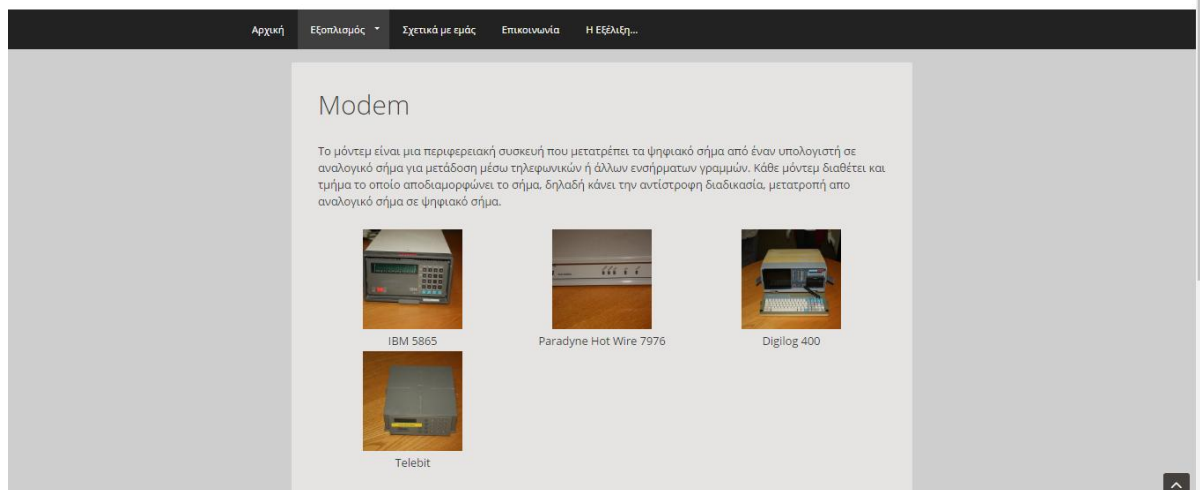 Αρχική Εξοπλισμός Σχετικά με εμάς Επικοινωνία Η Εξέλιξη...
Modem
Το μόντεμ είναι μια περιφερειακή συσκευή που μετατρέπει τα ψηφιακό σήμα από έναν υπολογιστή σε
αναλογικό σήμα για μετάδοση μέσω τηλεφωνικών ή άλλων ενσήρματων γραμμών. Κάθε μόντεμ διαθέτει και
τμήμα το οποίο αποδιαμορφώνει το σήμα, δηλαδή κάνει την αντίστροφη διαδικασία, μετατροπή απο
αναλογικό σήμα σε ψηφιακό σήμα.
IBM 5865 Paradyne Hot Wire 7976 Digilog 400
Telebit